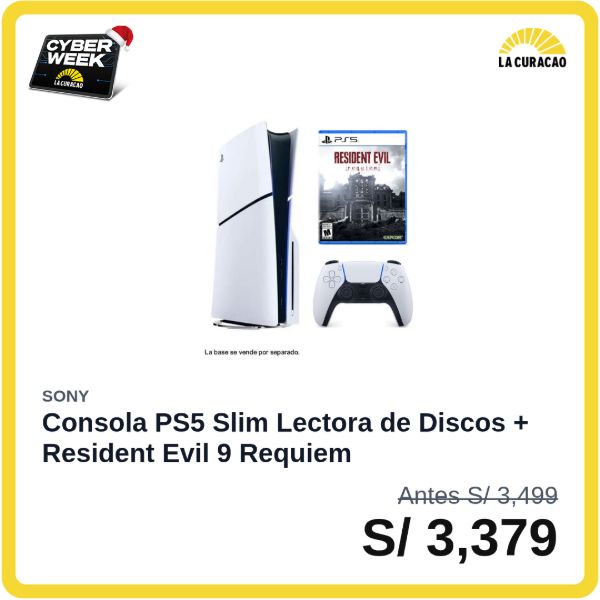 CYBER
WEEK
LA CURACAO
LA CURACAO
PS5
RESIDENT EVIL
requiem
M
CAPCOM
La base se vende por separado.
SONY
Consola PS5 Slim Lectora de Discos +
Resident Evil 9 Requiem
Antes S/ 3,499
S/ 3,379